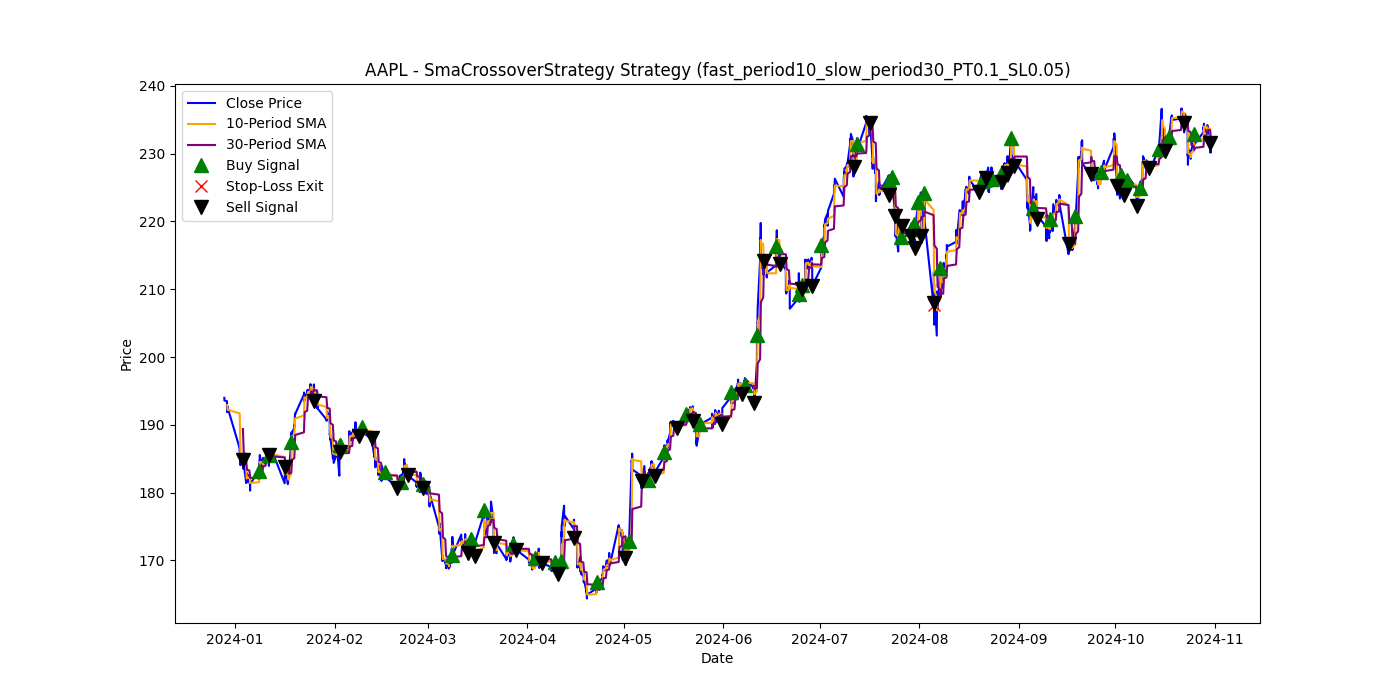 AAPL - SmaCrossoverStrategy Strategy (fast_period10_slow_period30_PT0.1_SL0.05)
Close Price
10-Period SMA
30-Period SMA
Buy Signal
Stop-Loss Exit
Sell Signal
240
230
220
210
200
190
180
170
Price
2024-01 2024-02 2024-03 2024-04 2024-05 2024-06 2024-07 2024-08 2024-09 2024-10 2024-11
Date